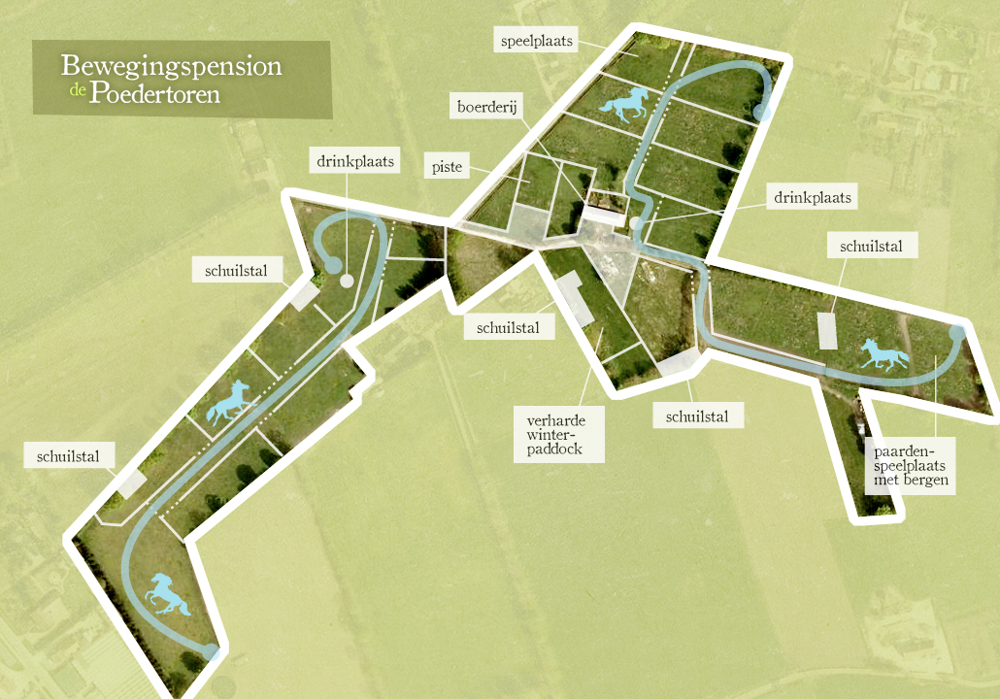 Bewegingspension
de Poedertoren
speelplaats
boerderij
drinkplaats
piste
drinkplaats
schuilstal
schuilstal
schuilstal
verharde
winter-
paddock
schuilstal
schuilstal
paarden-
speelplaats
met bergen